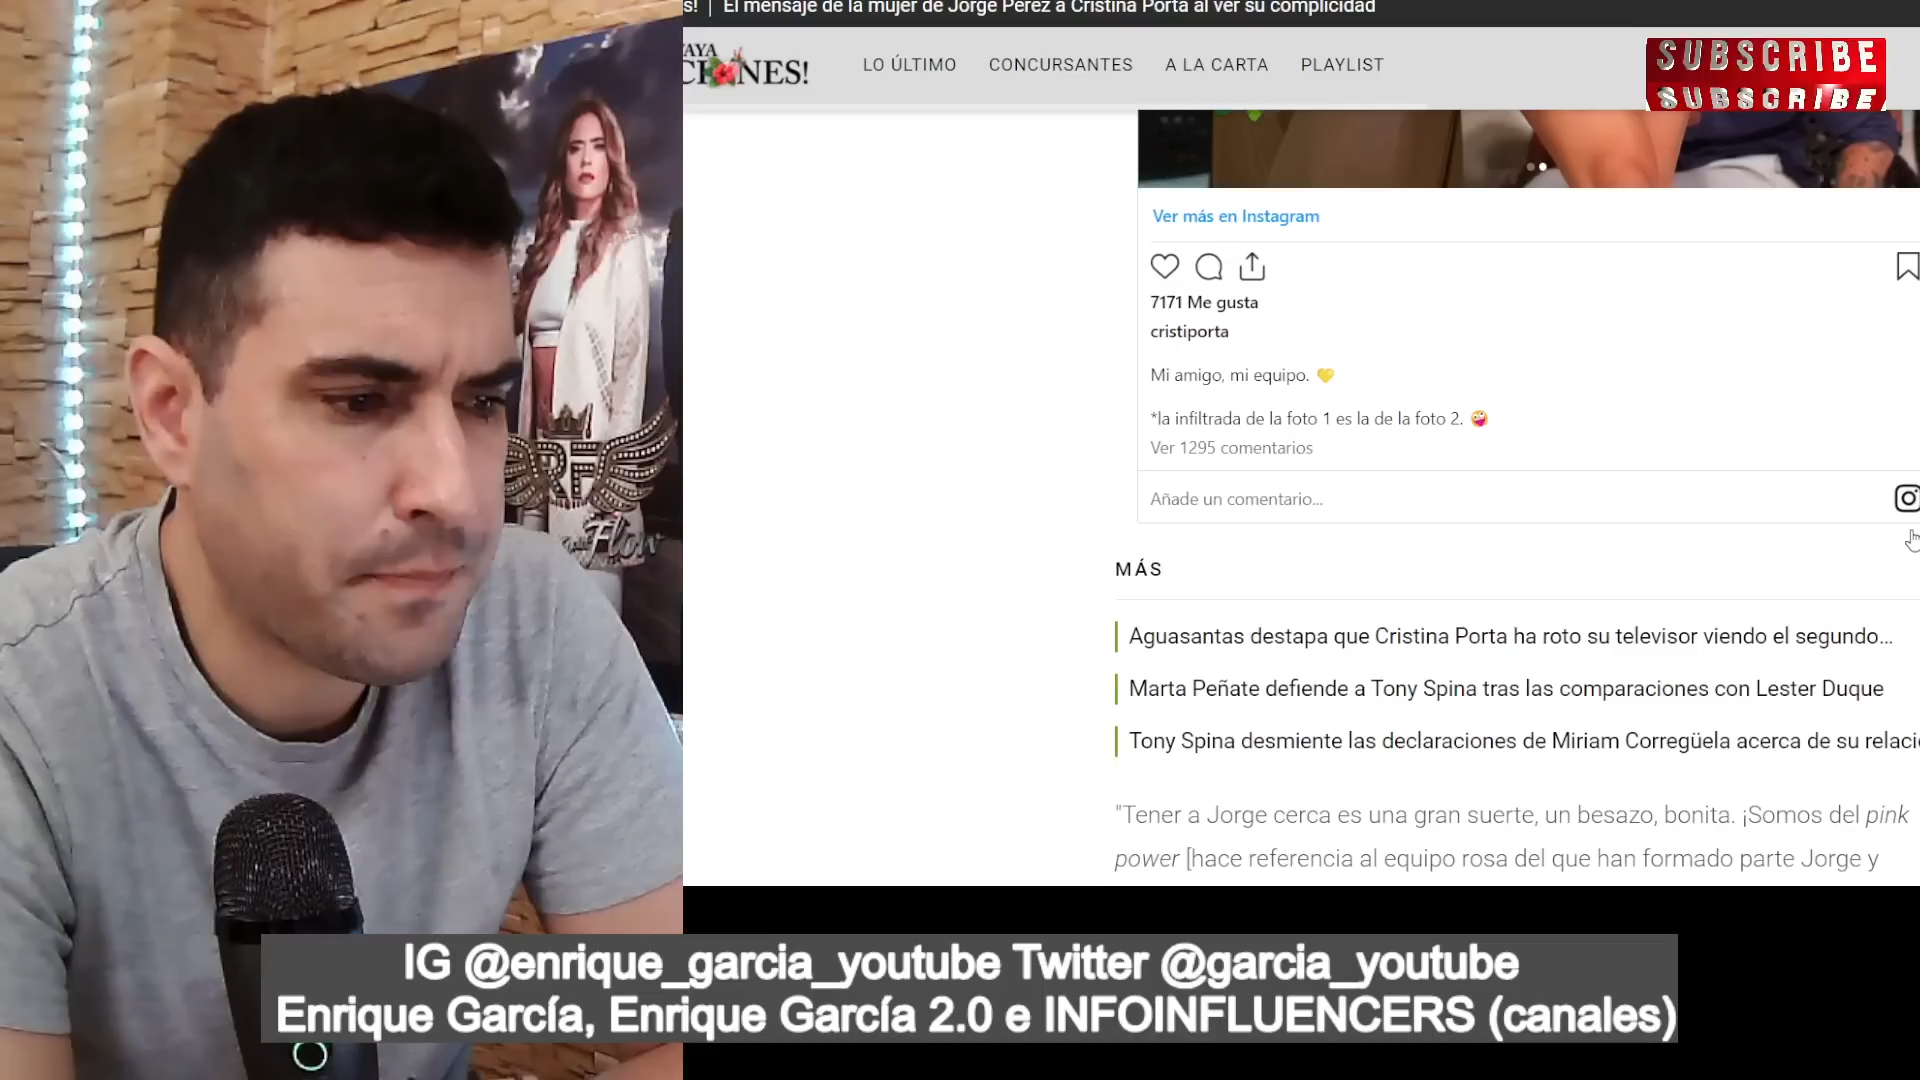 s! | El mensaje de la mujer de Jorge Pérez a Cristina Porta al ver su complicidad
LO ÚLTIMO CONCURSANTES A LA CARTA PLAYLIST
SUBSCRIBE
SUBSCRIBE
Ver más en Instagram
7171 Me gusta
cristiporta
Mi amigo, mi equipo. 💛
*la infiltrada de la foto 1 es la de la foto 2. 🤪
Ver 1295 comentarios
Añade un comentario...
MÁS
Aguasantas destapa que Cristina Porta ha roto su televisor viendo el segundo...
Marta Peñate defiende a Tony Spina tras las comparaciones con Lester Duque
Tony Spina desmiente las declaraciones de Miriam Corregüela acerca de su
"Tener a Jorge cerca es una gran suerte, un besazo, bonita. ¡Somos del pink
power [hace referencia al equipo rosa del que han formado parte Jorge y
RF
Flow
IG @enrique_garcia_youtube Twitter @garcia_youtube
Enrique García, Enrique García 2.0 e INFOINFLUENCERS (canales)